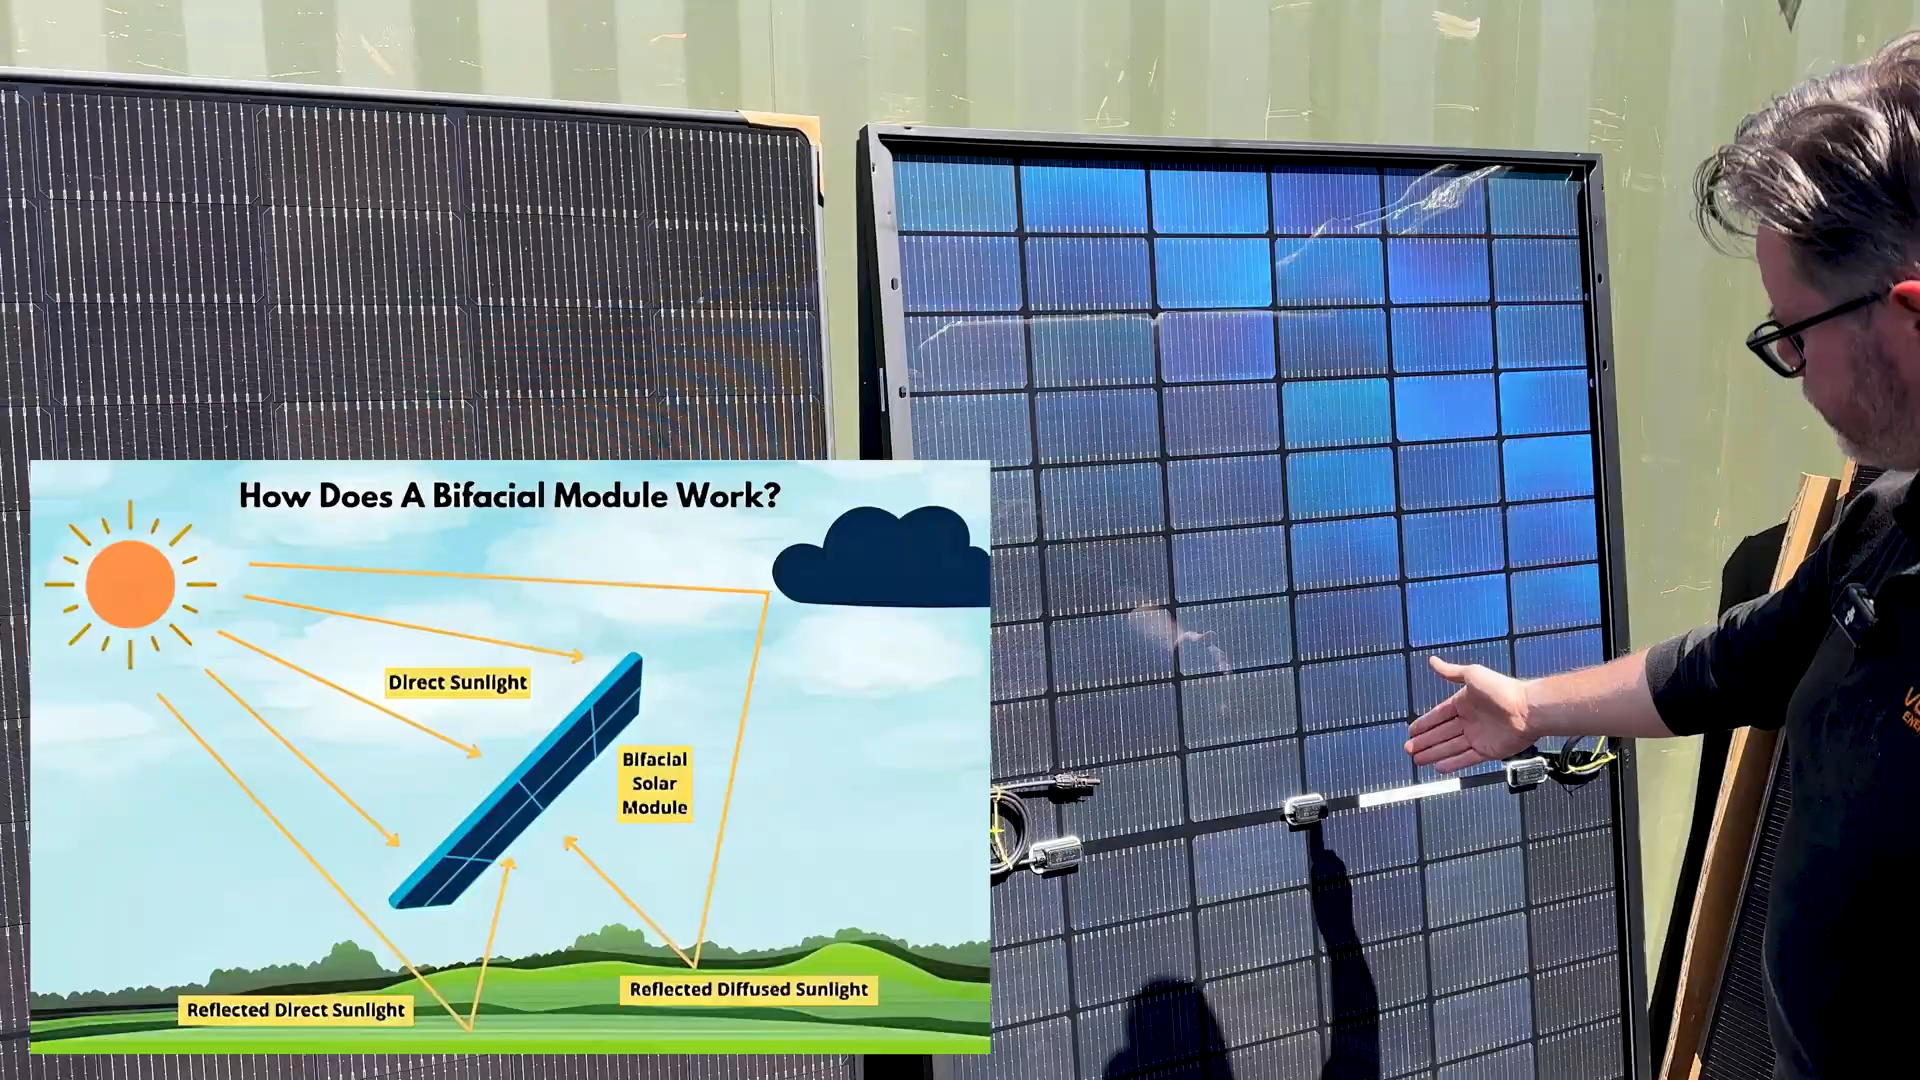 How Does A Bifacial Module Work?
Direct Sunlight
Bifacial
Solar
Module
Reflected Diffused Sunlight
Reflected Direct Sunlight